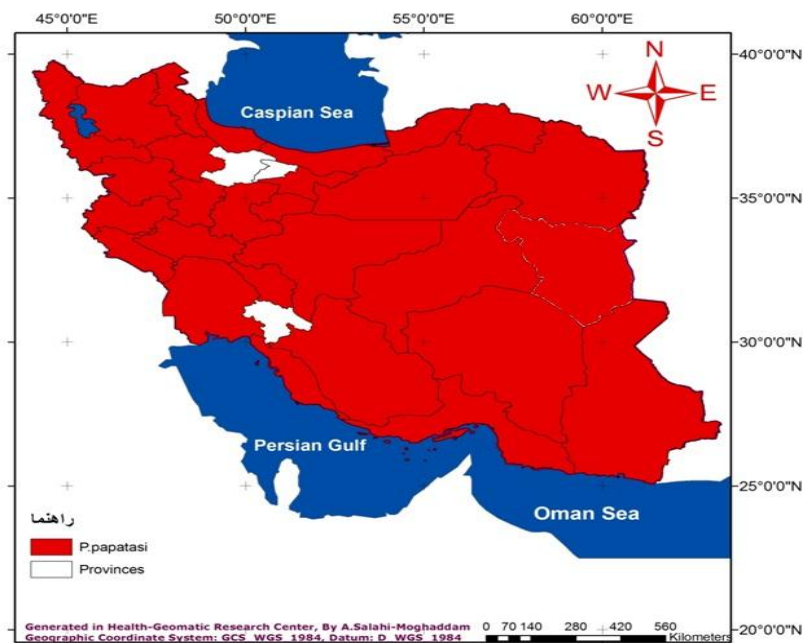 45°0'0"E 50°0'0"E 55°0'0"E 60°0'0"E
40°0'0"N
N
W E
S
Caspian Sea
35°0'0"N
30°0'0"N
Persian Gulf
25°0'0"N
Oman Sea
راهنما
P.papatasi
Provinces
Generated in Health-Geomatic Research Center, By A.Salahi-Moghaddam
Geographic Coordinate System: GCS_WGS_1984, Datum: D_WGS_1984
0 70 140 280 420 560
Kilometers
20°0'0"N